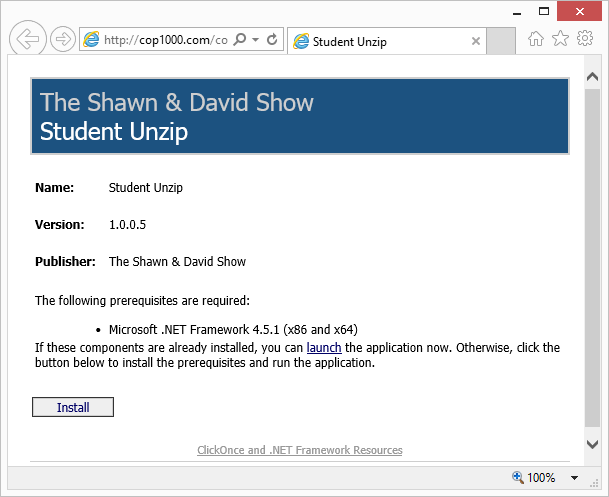 http://cop1000.com/co
Student Unzip
The Shawn & David Show
Student Unzip
Name: Student Unzip
Version: 1.0.0.5
Publisher: The Shawn & David Show
The following prerequisites are required:
• Microsoft .NET Framework 4.5.1 (x86 and x64)
If these components are already installed, you can launch the application now. Otherwise, click the
button below to install the prerequisites and run the application.
Install
ClickOnce and .NET Framework Resources
100%